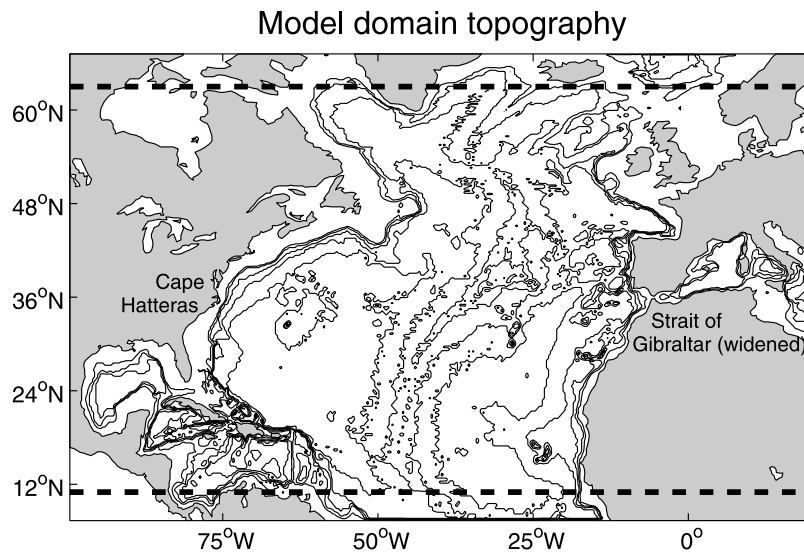 Model domain topography
60°N
48°N
36°N
24°N
12°N
Cape
Hatteras
Strait of
Gibraltar (widened)
75°W
50°W
25°W
0°